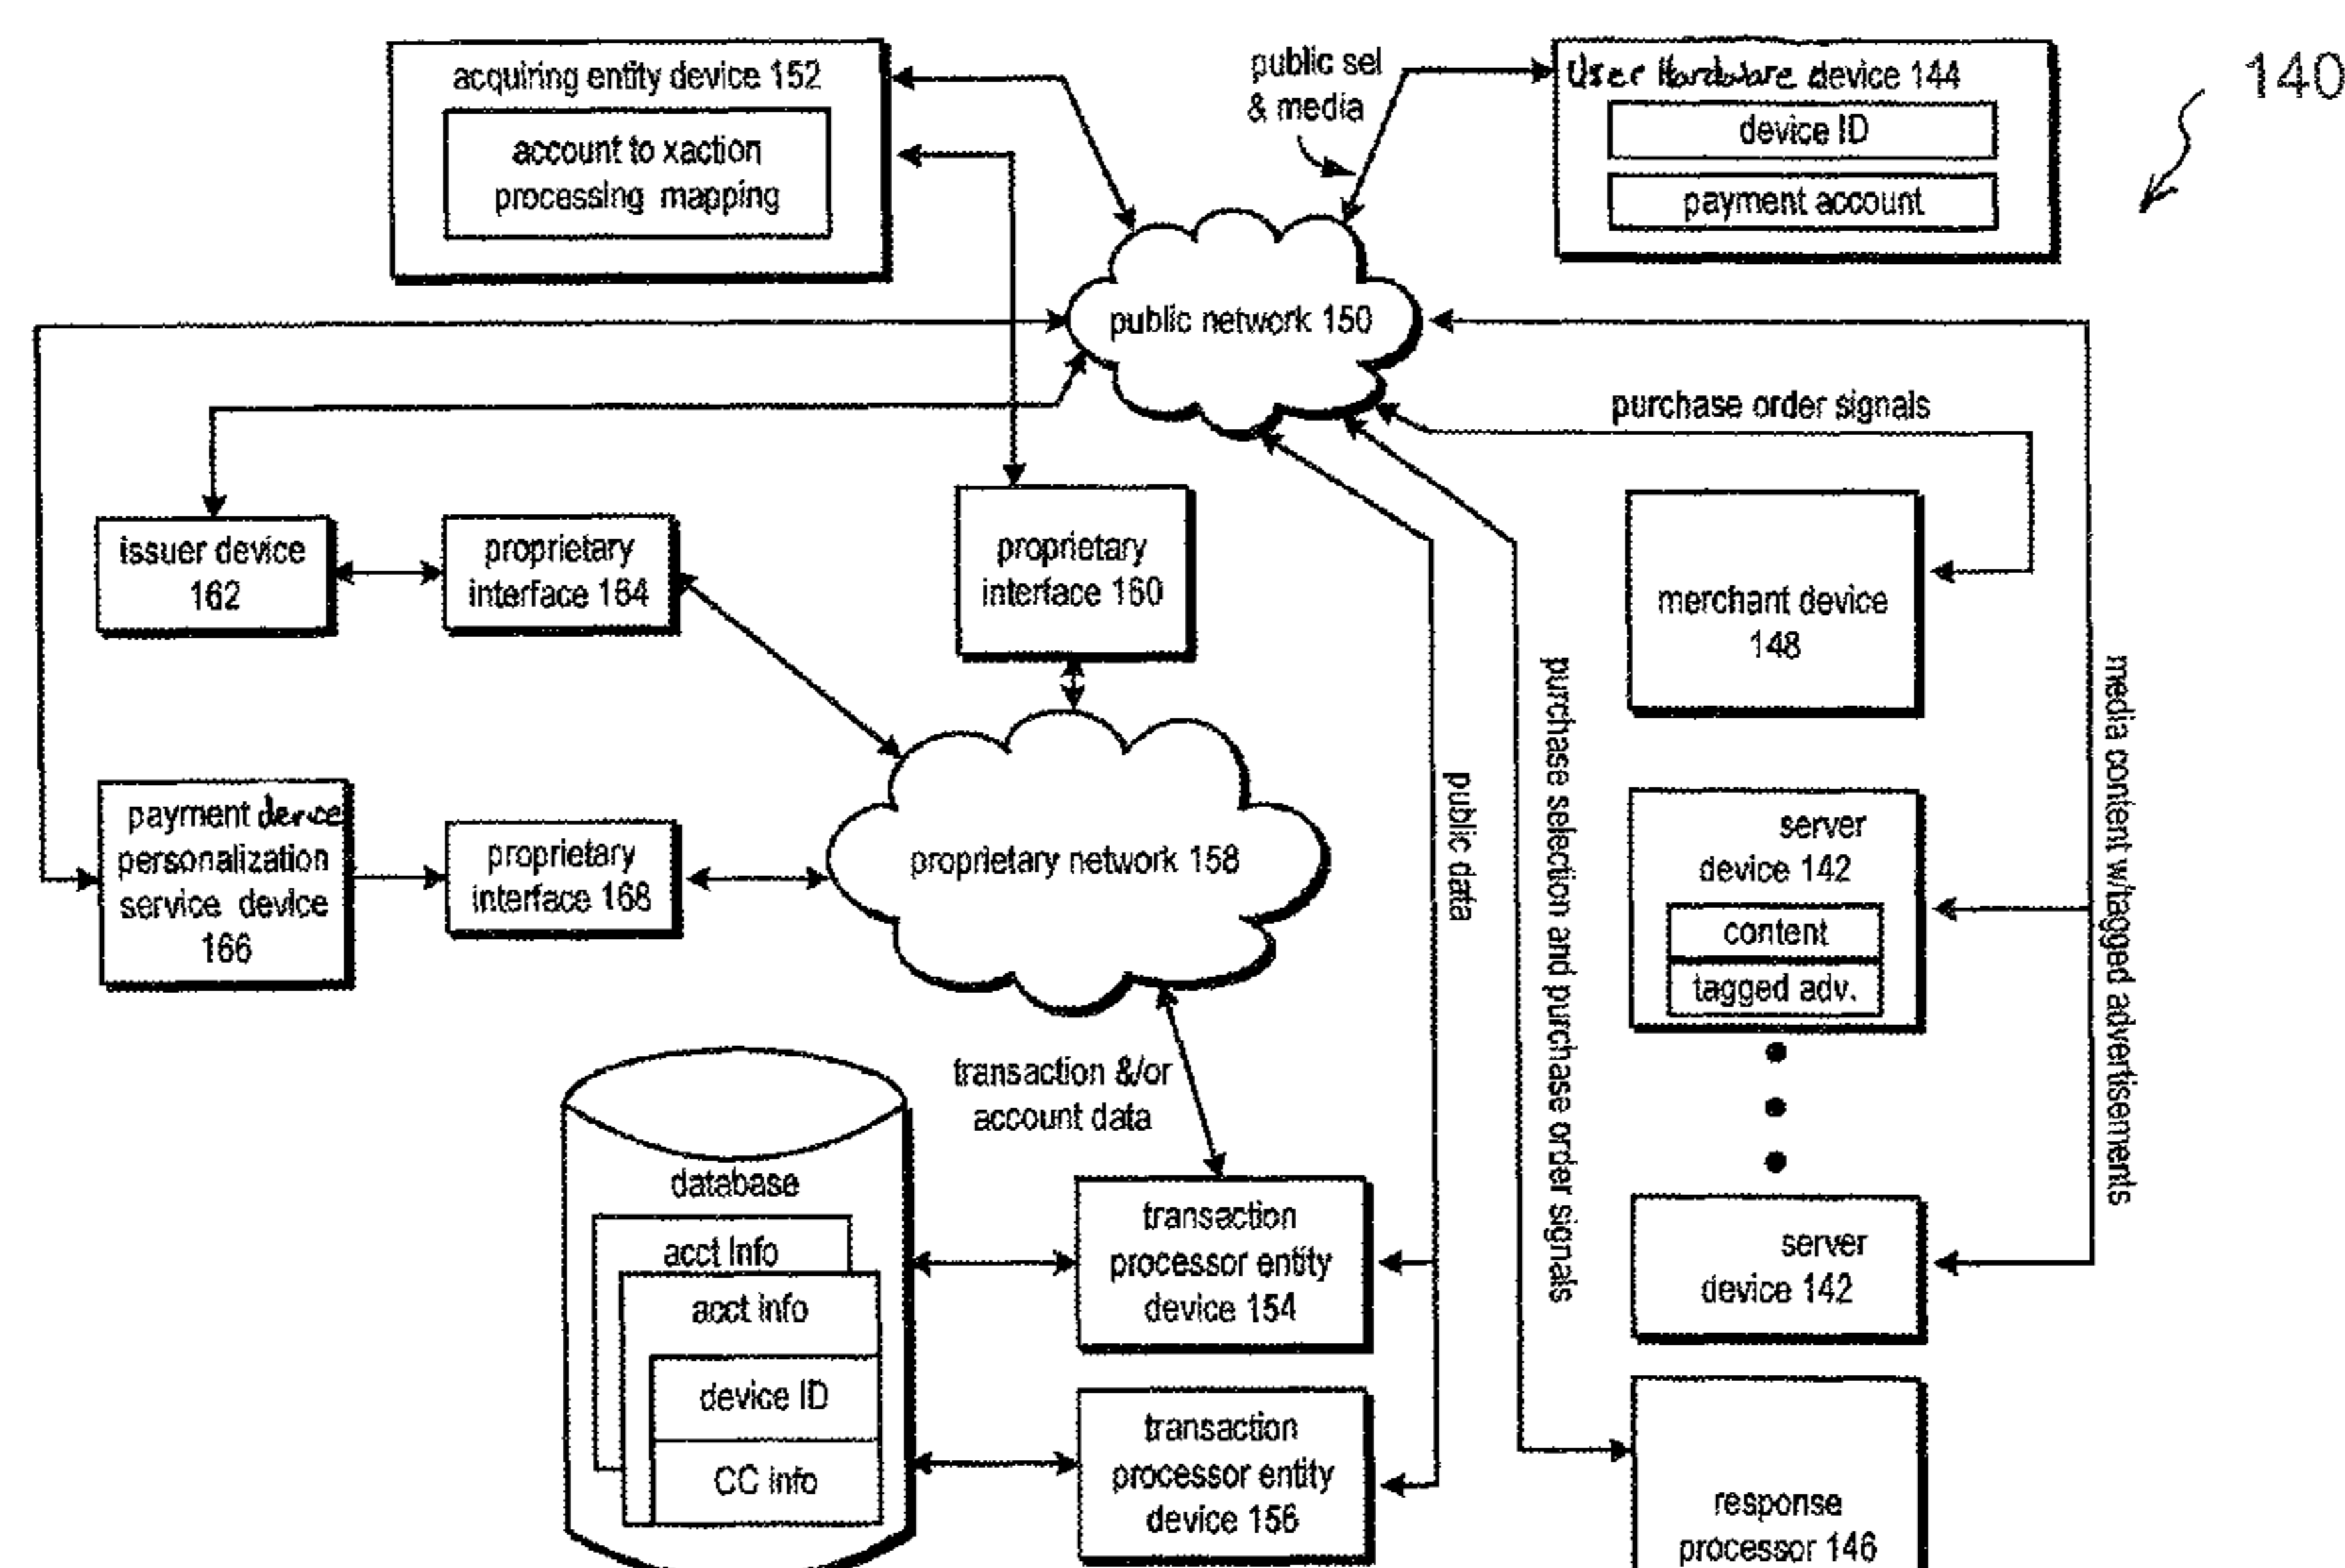 acquiring entity device 152
account to xaction
processing mapping
public sel
& media
User Hardware device 144
device ID
payment account
140
public network 150
purchase order signals
issuer device
162
proprietary
interface 164
proprietary
interface 160
merchant device
148
payment device
personalization
service device
166
proprietary
interface 168
proprietary network 158
public data
purchase selection and purchase order signals
media content w/tagged advertisements
server
device 142
content
tagged adv.
transaction &/or
account data
database
acct Info
acct info
device ID
CC info
transaction
processor entity
device 154
transaction
processor entity
device 156
server
device 142
response
processor 146